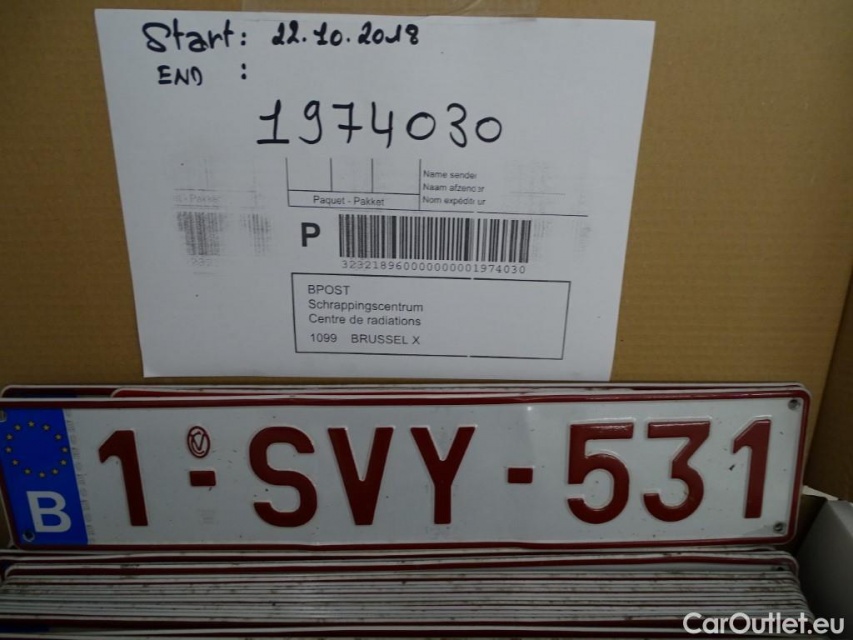 Start: 22.10.2018
END :
1974030
Name sender
Naam afzender
Paquet - Pakket
Nom expéditeur
P
323218960000000001974030
BPOST
Schrappingscentrum
Centre de radiations
1099 BRUSSEL X
B 1-SVY-531
CarOutlet.eu